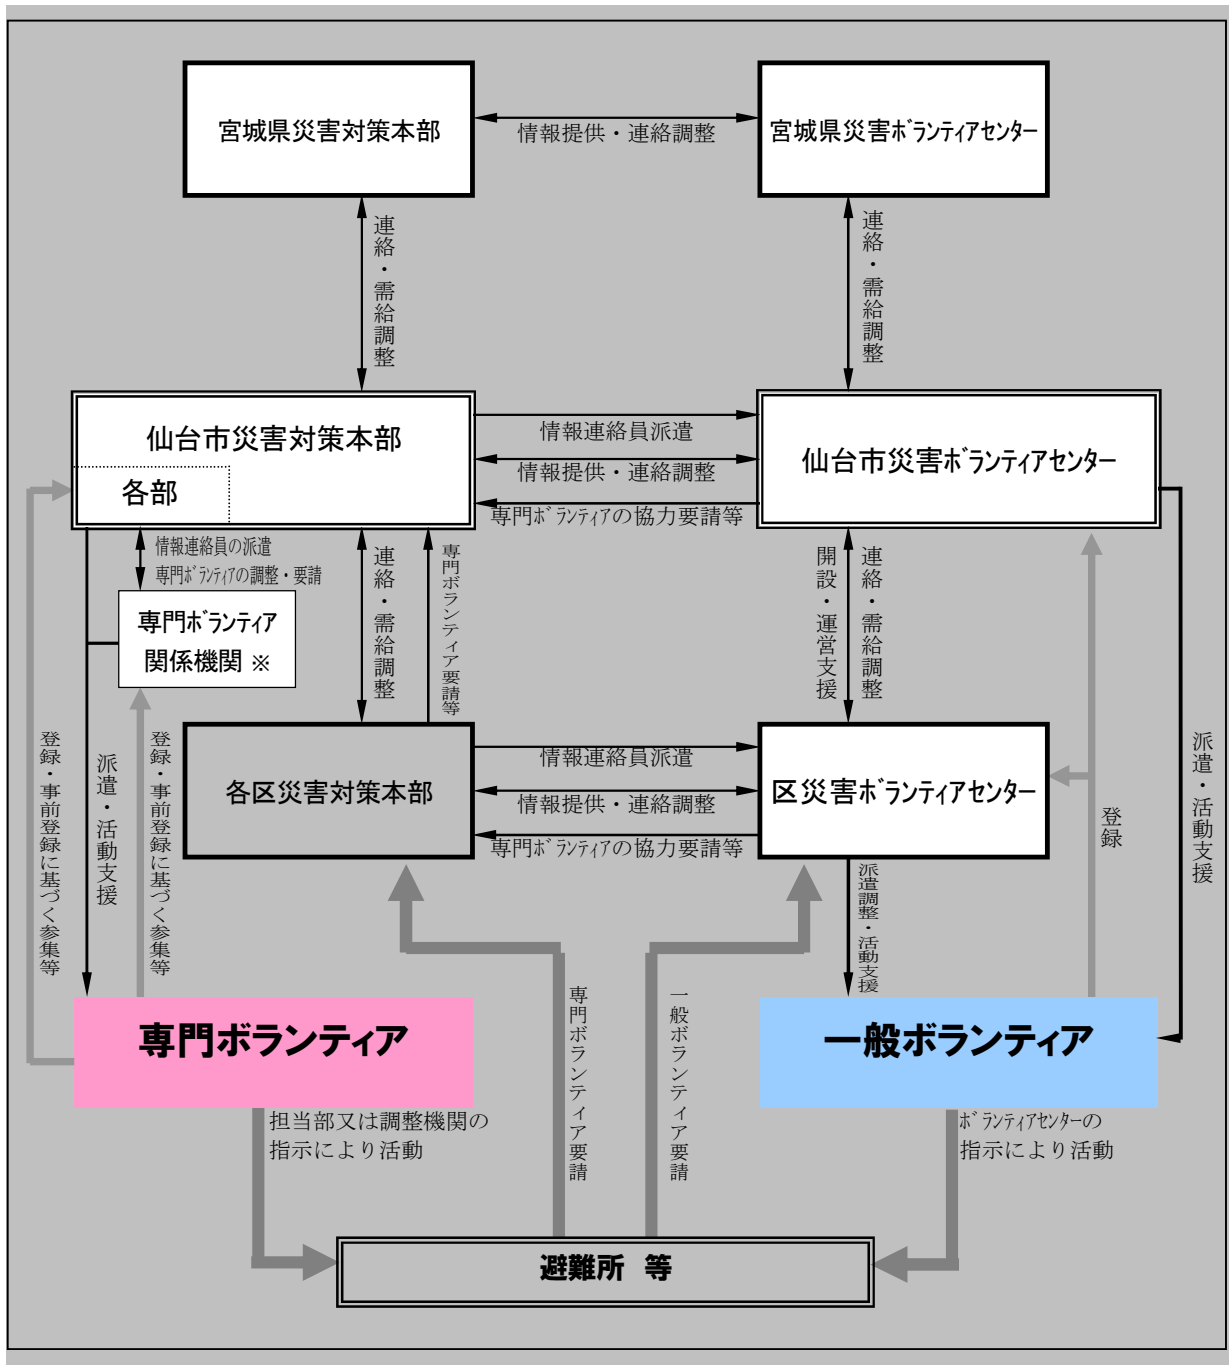 宮城県災害対策本部
情報提供・連絡調整
宮城県災害ボランティアセンター
連絡・需給調整
連絡・需給調整
仙台市災害対策本部
各部
情報連絡員派遣
情報提供・連絡調整
専門ボランティアの協力要請等
仙台市災害ボランティアセンター
情報連絡員の派遣
専門ボランティアの調整・要請
専門ボランティア
関係機関 ※
連絡・需給調整
専門ボランティア要請等
開設・運営支援
連絡・需給調整
登録・事前登録に基づく参集等
派遣・活動支援
登録・事前登録に基づく参集等
各区災害対策本部
情報連絡員派遣
情報提供・連絡調整
専門ボランティアの協力要請等
区災害ボランティアセンター
登録
派遣・活動支援
派遣調整・活動支援
専門ボランティア
専門ボランティア要請
一般ボランティア要請
一般ボランティア
担当部又は調整機関の
指示により活動
ボランティアセンターの
指示により活動
避難所 等